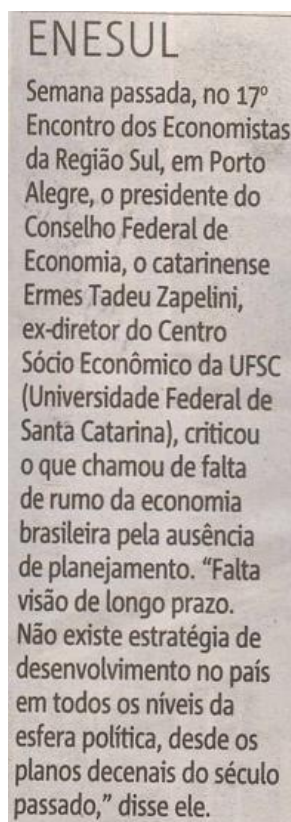 ENESUL
Semana passada, no 17º
Encontro dos Economistas
da Região Sul, em Porto
Alegre, o presidente do
Conselho Federal de
Economia, o catarinense
Ermes Tadeu Zapelini,
ex-diretor do Centro
Sócio Econômico da UFSC
(Universidade Federal de
Santa Catarina), criticou
o que chamou de falta
de rumo da economia
brasileira pela ausência
de planejamento. “Falta
visão de longo prazo.
Não existe estratégia de
desenvolvimento no país
em todos os níveis da
esfera política, desde os
planos decenais do século
passado,” disse ele.